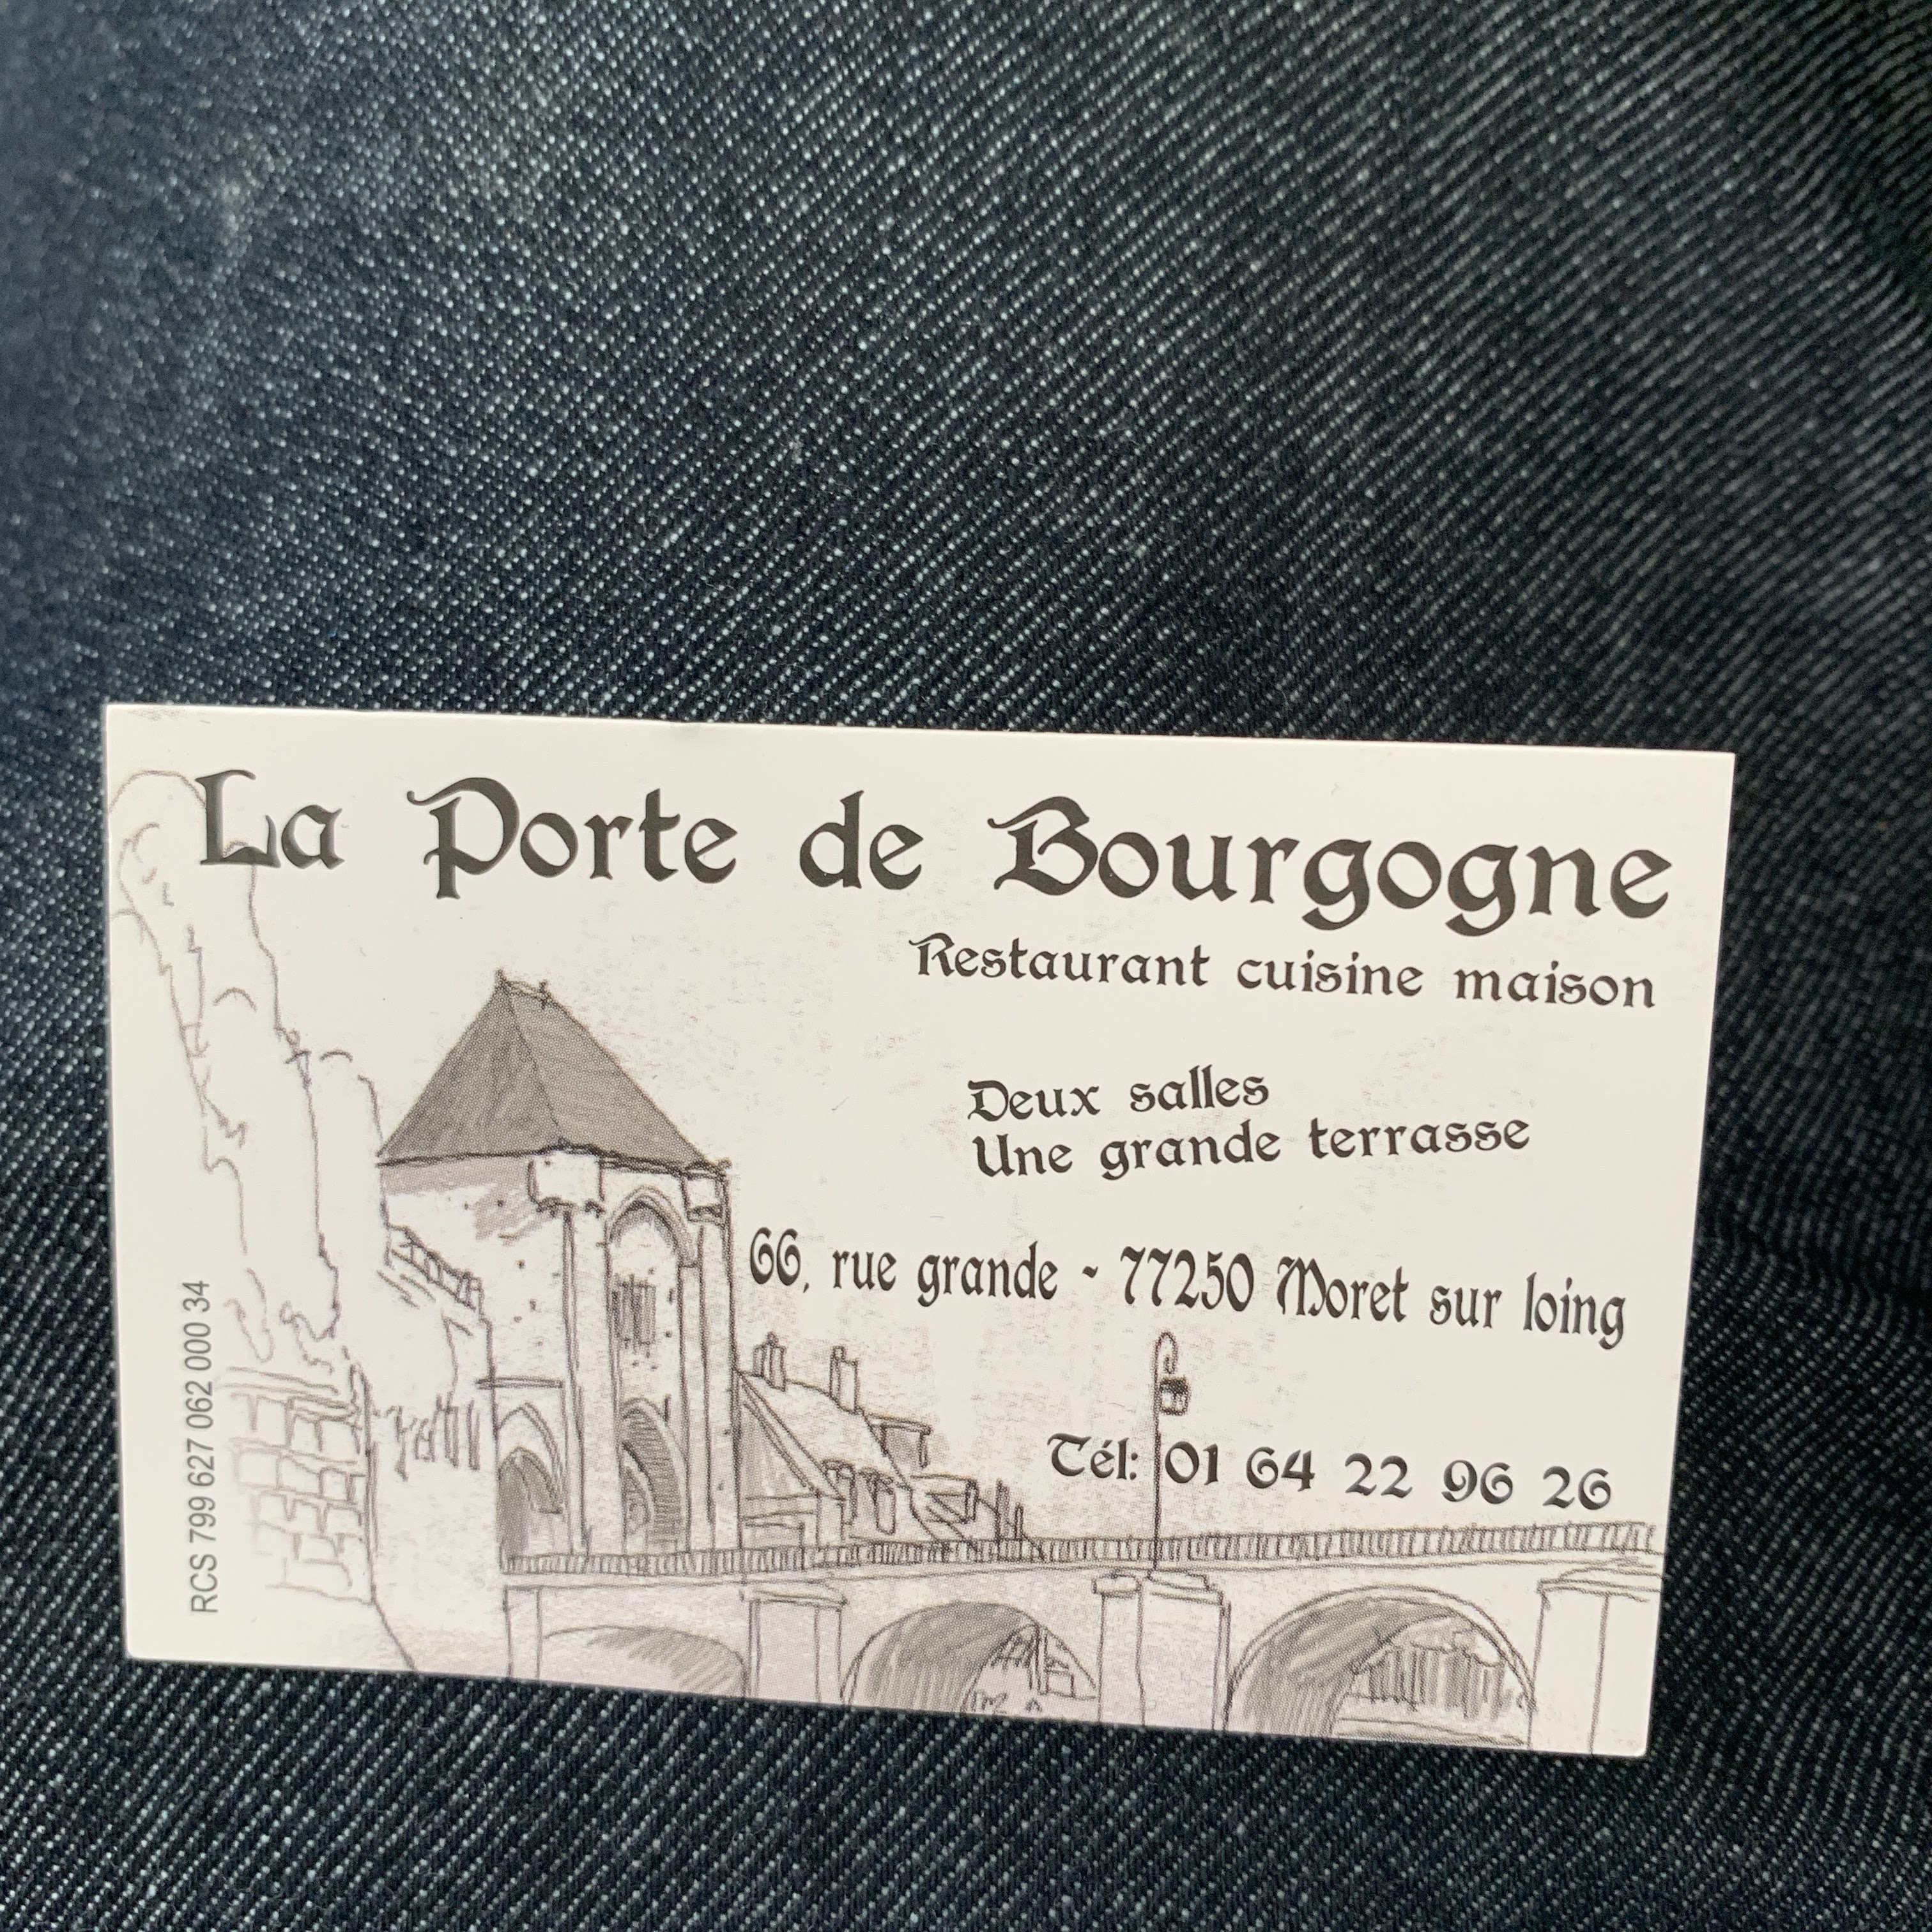 La Porte de Bourgogne
Restaurant cuisine maison
Deux salles
Une grande terrasse
66, rue grande - 77250 Moret sur loing
Tél: 01 64 22 96 26
RCS 799 627 062 000 34